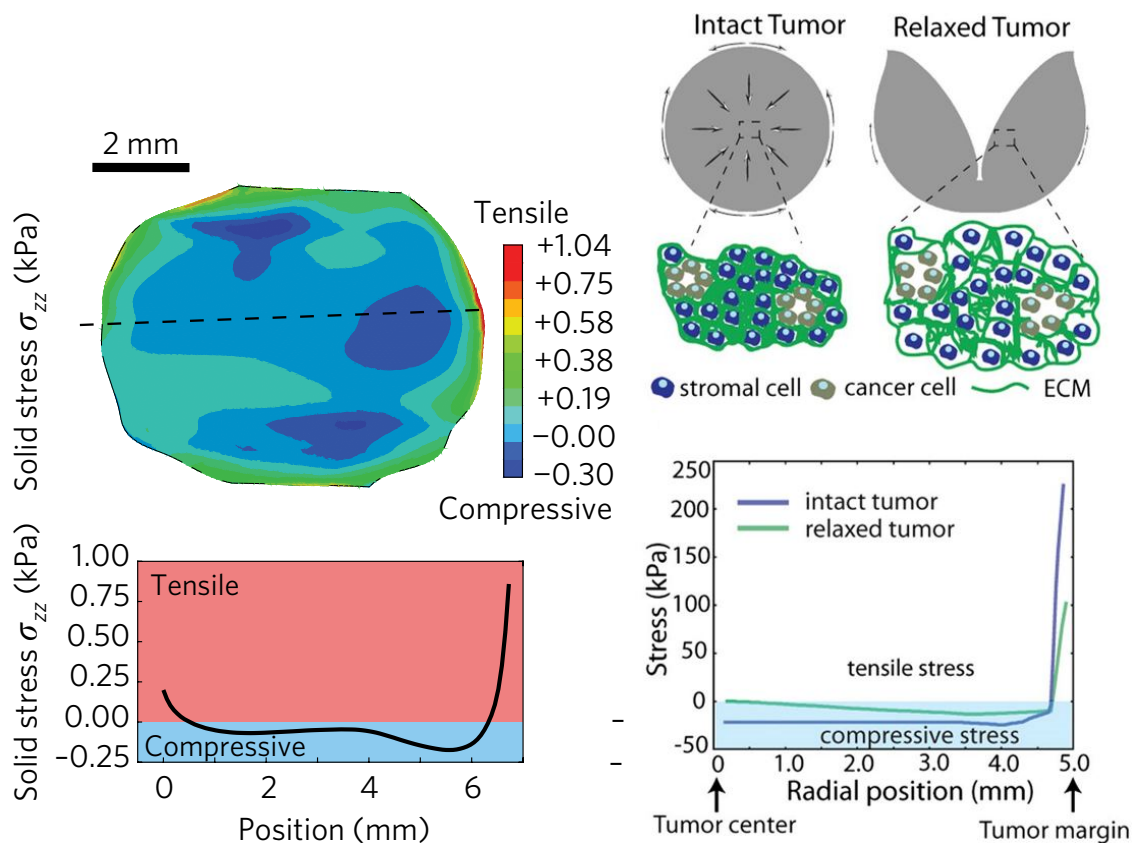 2 mm
Solid stress σzz (kPa)
Tensile
+1.04
+0.75
+0.58
+0.38
+0.19
−0.00
−0.30
Compressive
Solid stress σzz (kPa)
1.00
0.75
0.50
0.25
0.00
−0.25
Tensile
Compressive
0 2 4 6
Position (mm)
Intact Tumor Relaxed Tumor
stromal cell cancer cell ECM
Stress (kPa)
250
200
150
100
50
0
-50
intact tumor
relaxed tumor
tensile stress
compressive stress
0 1.0 2.0 3.0 4.0 5.0
Radial position (mm)
Tumor center Tumor margin